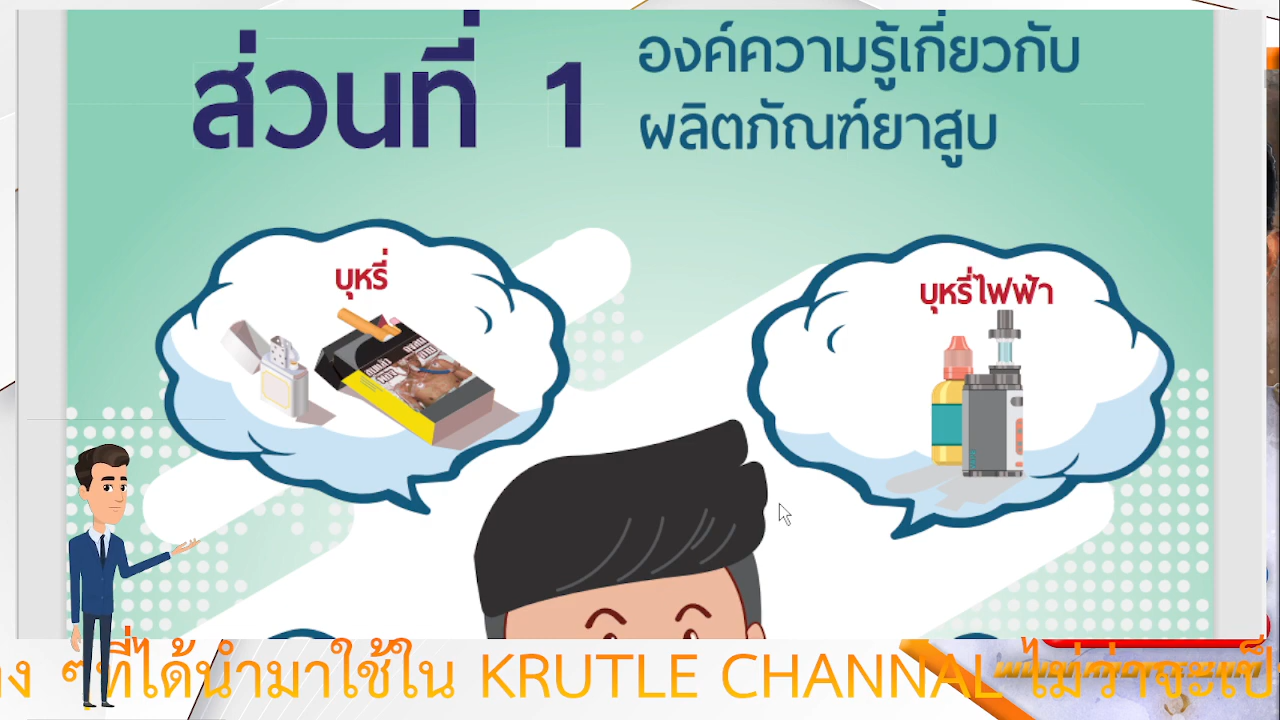 ส่วนที่ 1
องค์ความรู้เกี่ยวกับ
ผลิตภัณฑ์ยาสูบ
บุหรี่
บุหรี่ไฟฟ้า
ง ๆที่ได้นำมาใช้ใน KRUTLE CHANNAL ไม่ว่าจะเป็